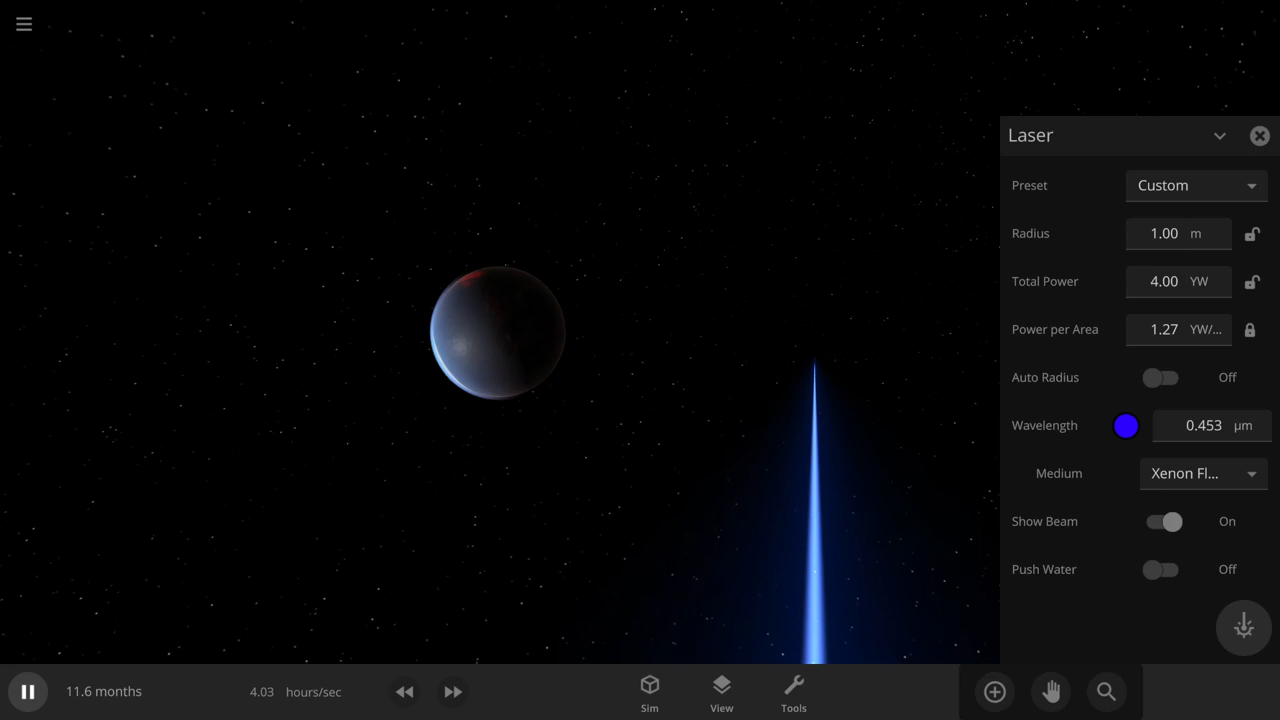 Laser
Preset Custom
Radius 1.00 m
Total Power 4.00 YW
Power per Area 1.27 YW/...
Auto Radius Off
Wavelength 0.453 µm
Medium Xenon Fl...
Show Beam On
Push Water Off
11.6 months 4.03 hours/sec Sim View Tools